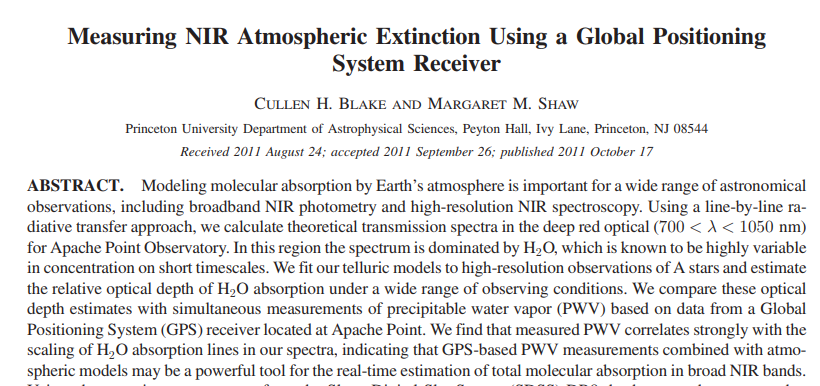 Measuring NIR Atmospheric Extinction Using a Global Positioning
System Receiver
CULLEN H. BLAKE AND MARGARET M. SHAW
Princeton University Department of Astrophysical Sciences, Peyton Hall, Ivy Lane, Princeton, NJ 08544
Received 2011 August 24; accepted 2011 September 26; published 2011 October 17
ABSTRACT. Modeling molecular absorption by Earth's atmosphere is important for a wide range of astronomical
observations, including broadband NIR photometry and high-resolution NIR spectroscopy. Using a line-by-line ra-
diative transfer approach, we calculate theoretical transmission spectra in the deep red optical (700 < λ < 1050 nm)
for Apache Point Observatory. In this region the spectrum is dominated by H₂O, which is known to be highly variable
in concentration on short timescales. We fit our telluric models to high-resolution observations of A stars and estimate
the relative optical depth of H₂O absorption under a wide range of observing conditions. We compare these optical
depth estimates with simultaneous measurements of precipitable water vapor (PWV) based on data from a Global
Positioning System (GPS) receiver located at Apache Point. We find that measured PWV correlates strongly with the
scaling of H₂O absorption lines in our spectra, indicating that GPS-based PWV measurements combined with atmo-
spheric models may be a powerful tool for the real-time estimation of total molecular absorption in broad NIR bands.